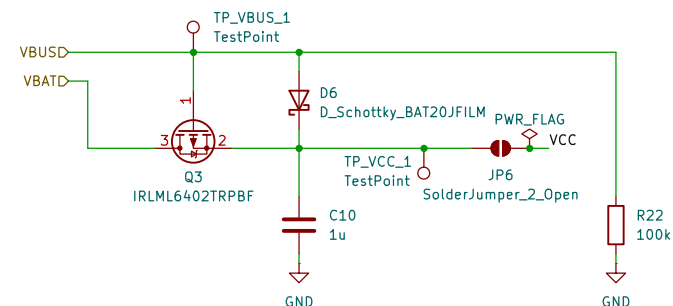 TP_VBUS_1
TestPoint
VBUS
VBAT
1
D6
D_Schottky_BAT20JFILM
PWR_FLAG
3
2
VCC
TP_VCC_1
TestPoint
Q3
IRLML6402TRPBF
JP6
SolderJumper_2_Open
C10
1u
R22
100k
GND
GND